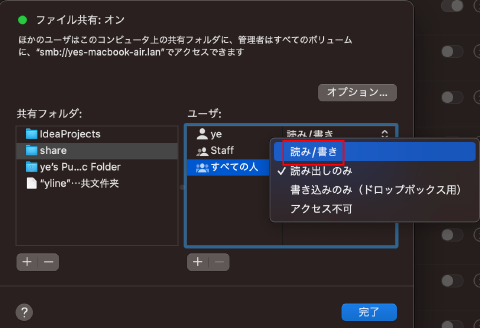 ファイル共有: オン
ほかのユーザはこのコンピュータ上の共有フォルダに、管理者はすべてのボリューム
に、“smb://yes-macbook-air.lan”でアクセスできます
オプション...
共有フォルダ:
ユーザ:
IdeaProjects
share
ye's Pu...c Folder
“yline”…共文件夹
ye
読み/書き
Staff
すべての人
読み/書き
✓ 読み出しのみ
書き込みのみ（ドロップボックス用）
アクセス不可
+ −
+ −
?
完了